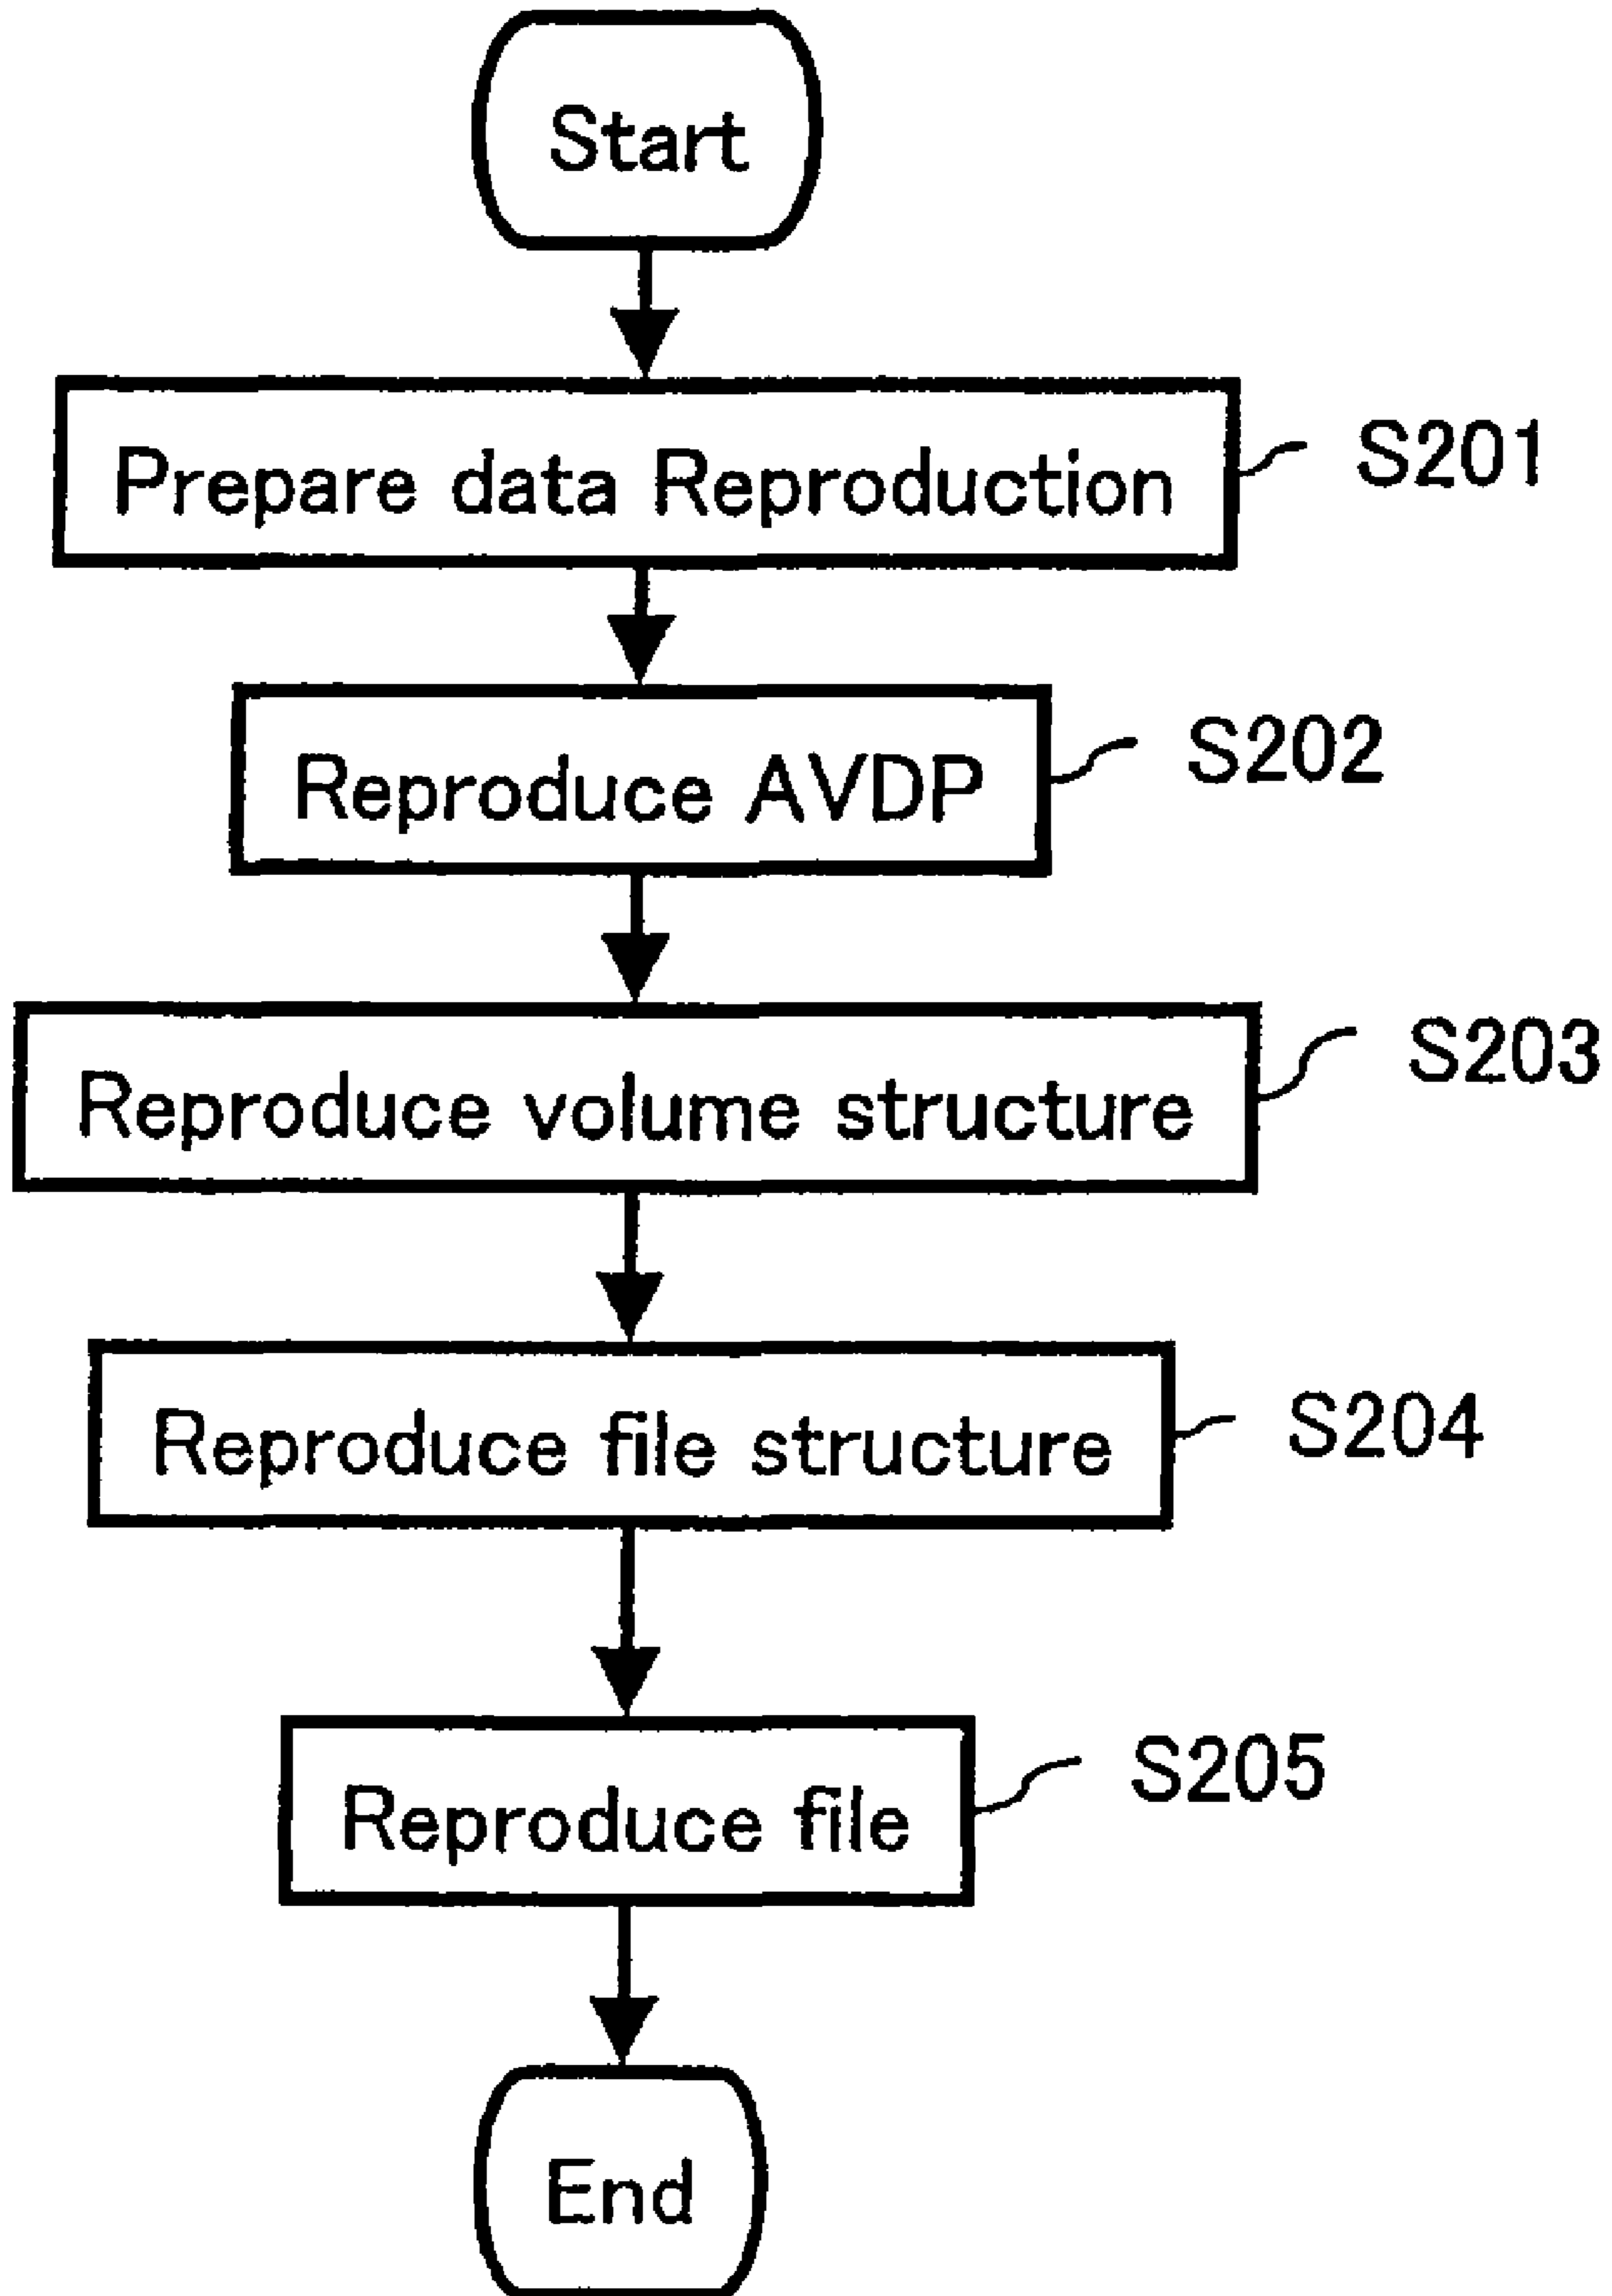 Start
Prepare data Reproduction
S201
Reproduce AVDP
S202
Reproduce volume structure
S203
Reproduce file structure
S204
Reproduce file
S205
End